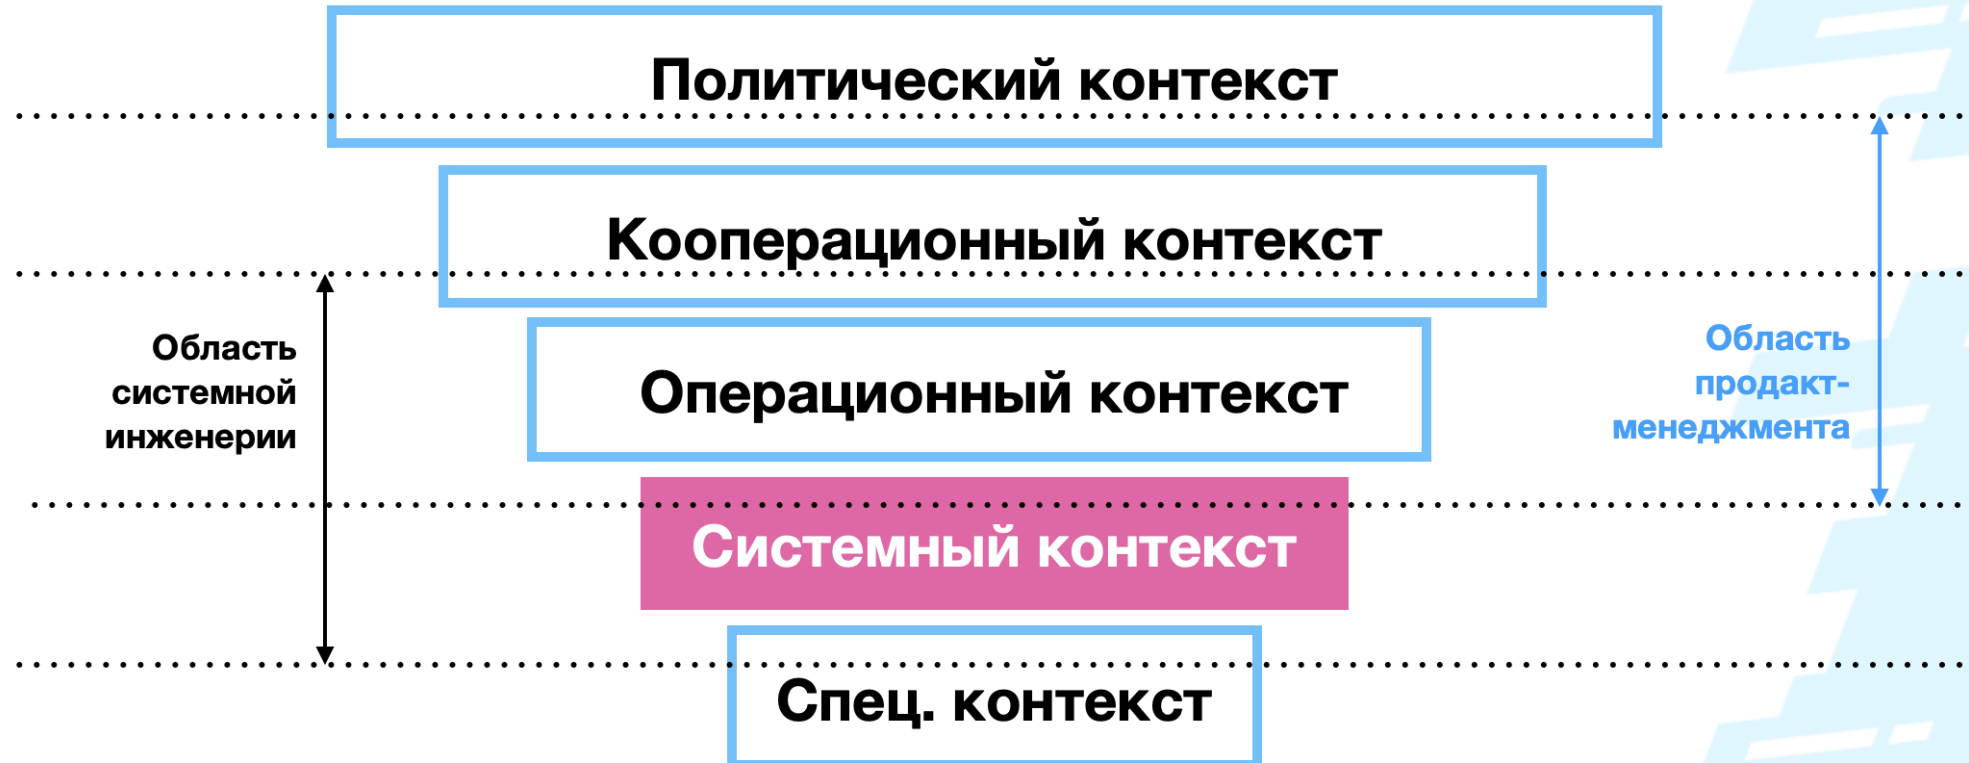 Политический контекст
Кооперационный контекст
Область
системной
инженерии
Операционный контекст
Область
продакт-
менеджмента
Системный контекст
Спец. контекст